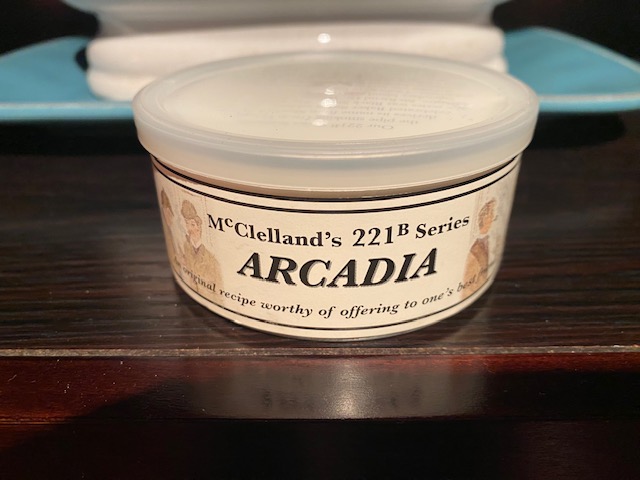 McClelland's 221B Series
ARCADIA
original recipe worthy of offering to one's best